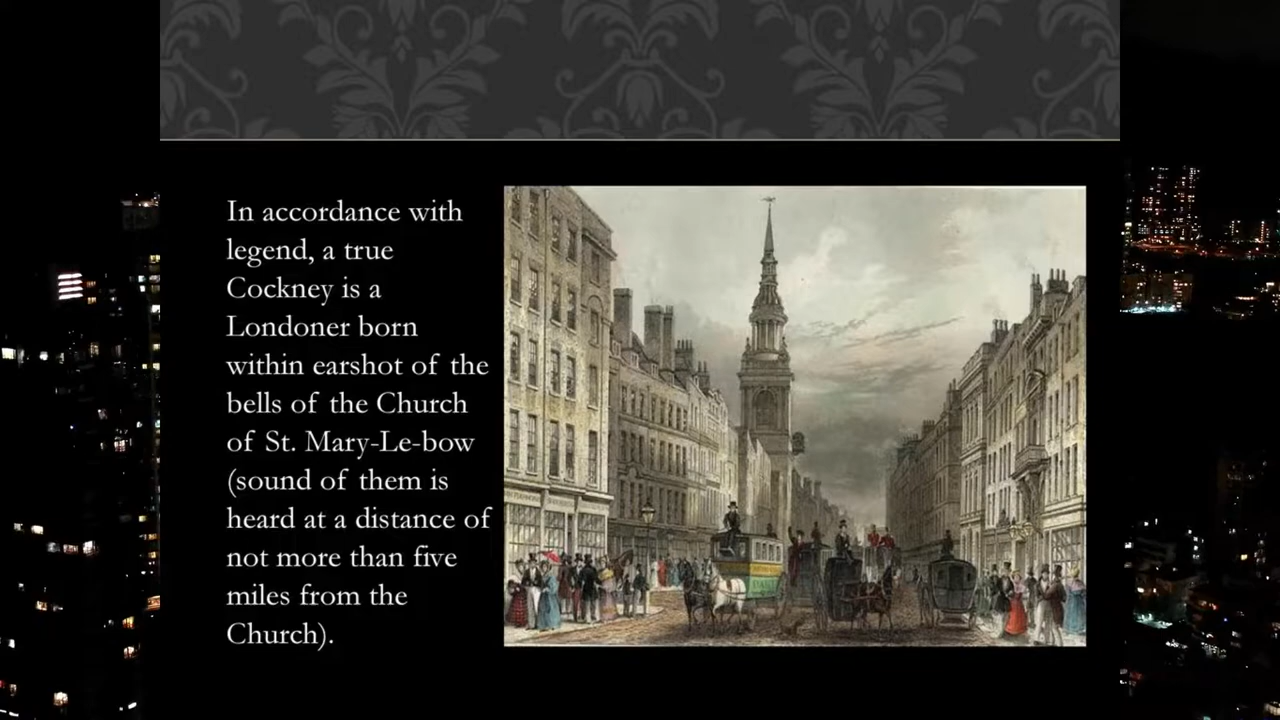 In accordance with
legend, a true
Cockney is a
Londoner born
within earshot of the
bells of the Church
of St. Mary-Le-bow
(sound of them is
heard at a distance of
not more than five
miles from the
Church).